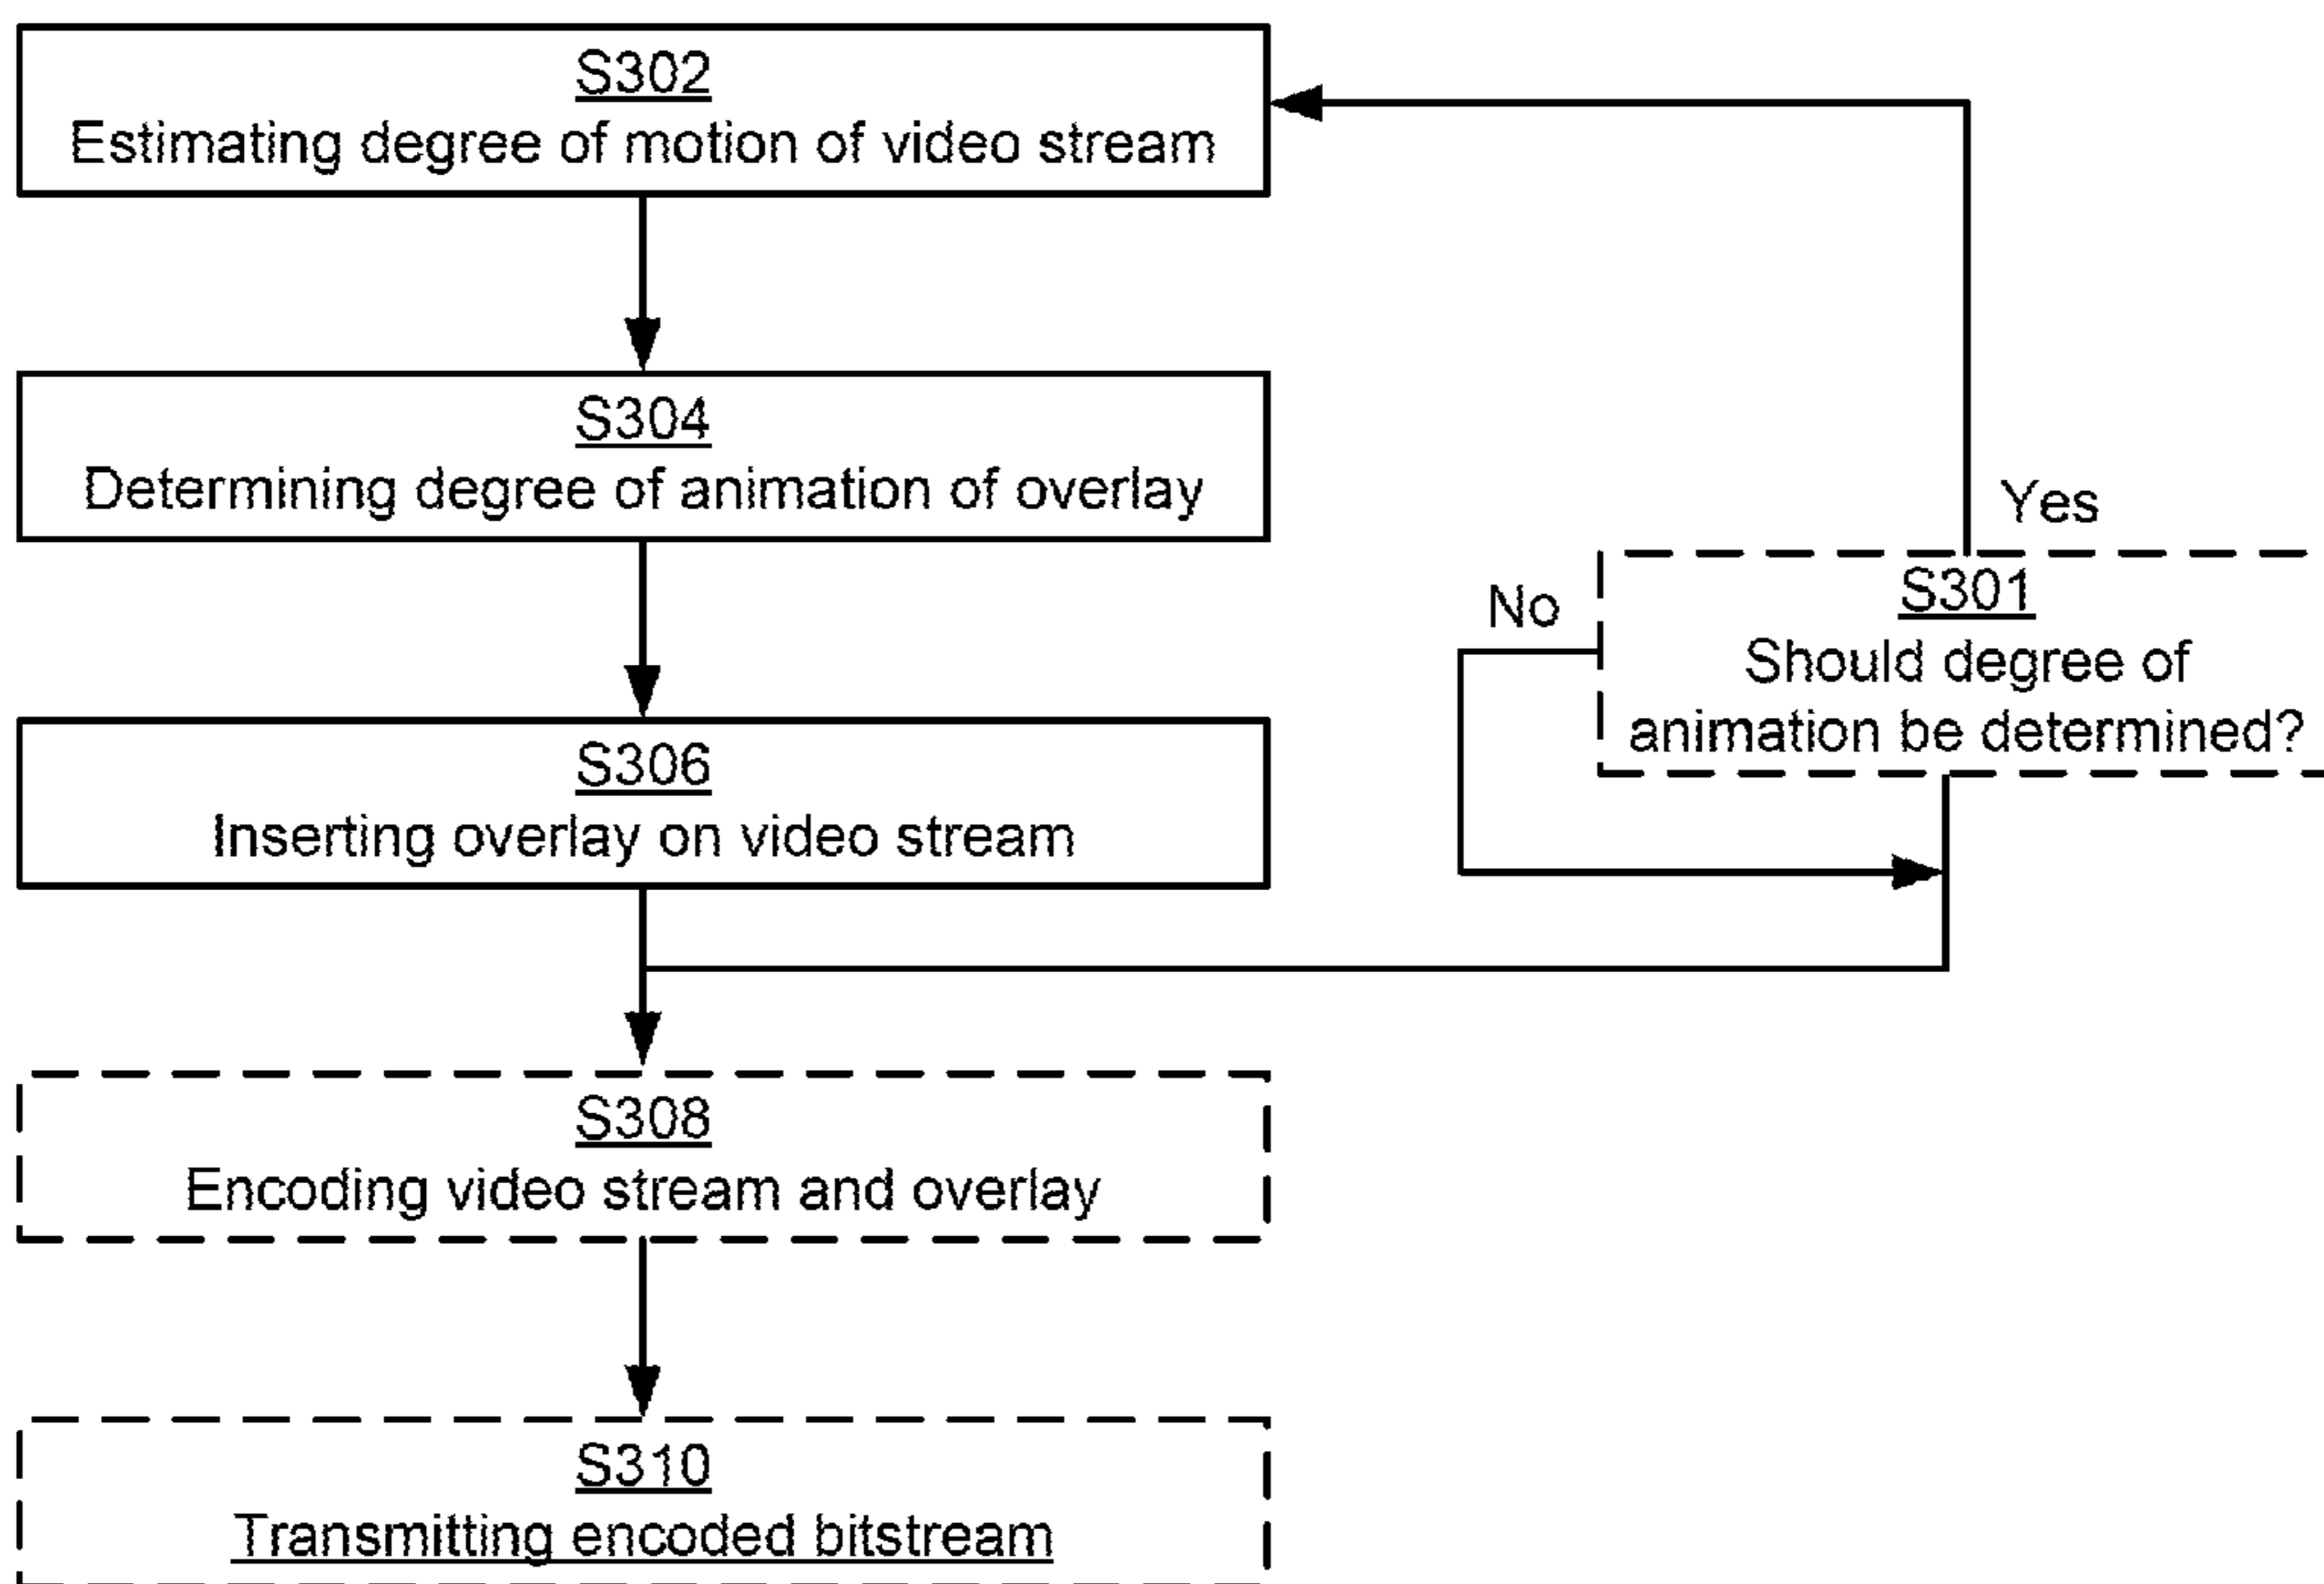 S302
Estimating degree of motion of video stream
S304
Determining degree of animation of overlay
Yes
No
S301
Should degree of
animation be determined?
S306
Inserting overlay on video stream
S308
Encoding video stream and overlay
S310
Transmitting encoded bitstream